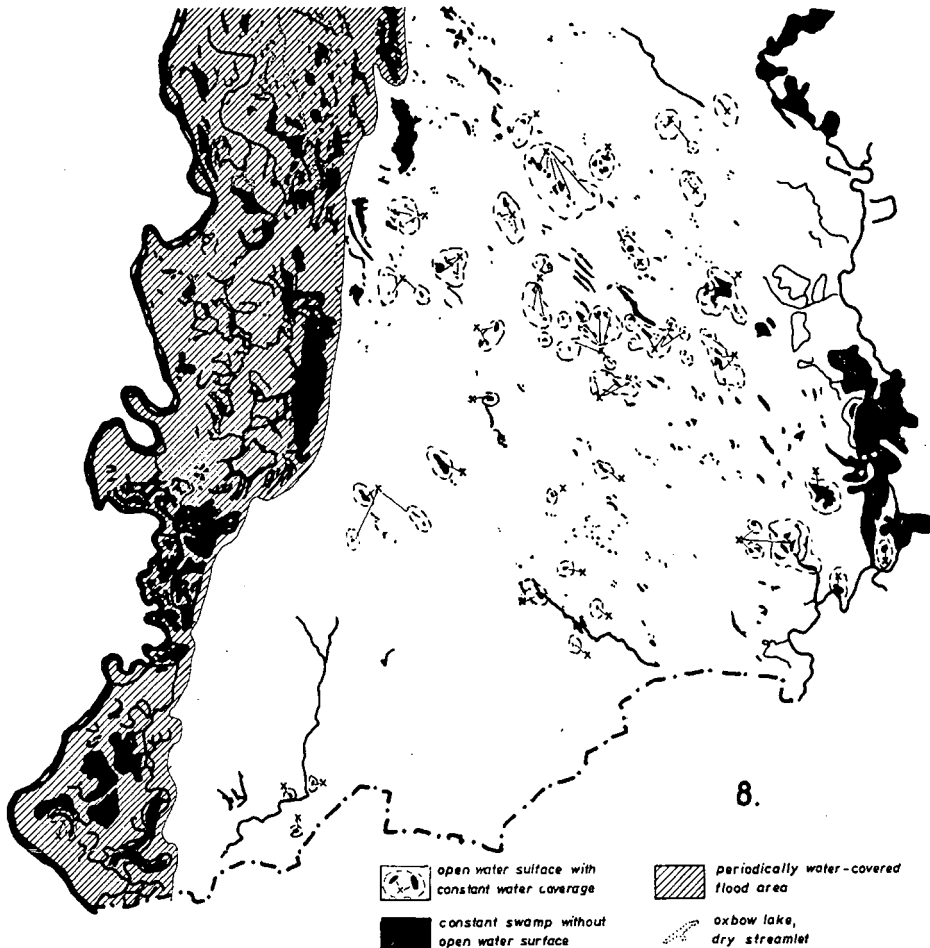 8.
open water surface with
constant water coverage
periodically water-covered
flood area
constant swamp without
open water surface
oxbow lake,
dry streamlet